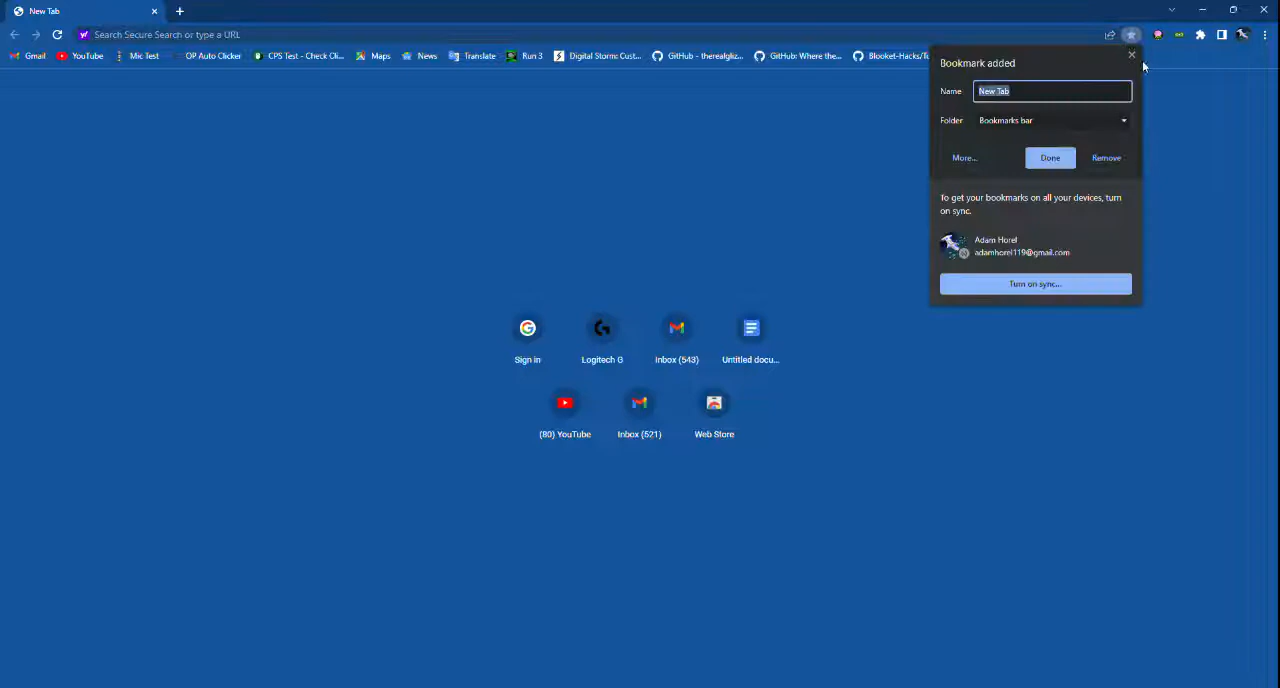 New Tab
Search Secure Search or type a URL
Gmail YouTube Mic Test OP Auto Clicker CPS Test - Check Cli... Maps News Translate Run 3 Digital Storm: Cust... GitHub - therealgliz... GitHub: Where the... Blooket-Hacks/To
Bookmark added
Name New Tab
Folder Bookmarks bar
More... Done Remove
To get your bookmarks on all your devices, turn
on sync.
Adam Horel
adamhorel119@gmail.com
Turn on sync...
Sign in Logitech G Inbox (543) Untitled docu...
(80) YouTube Inbox (521) Web Store